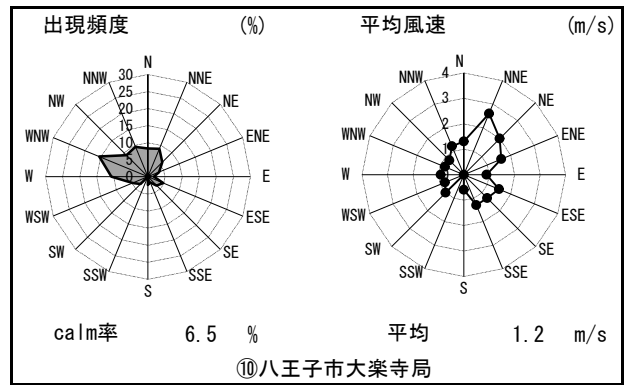 出現頻度 (%)
N
NNW NNE
NW NE
WNW ENE
W E
WSW ESE
SW SE
SSW SSE
S
30
25
20
15
10
5
0
calm率 6.5 %
平均風速 (m/s)
N
NNW NNE
NW NE
WNW ENE
W E
WSW ESE
SW SE
SSW SSE
S
4
3
2
1
0
平均 1.2 m/s
⑩八王子市大楽寺局